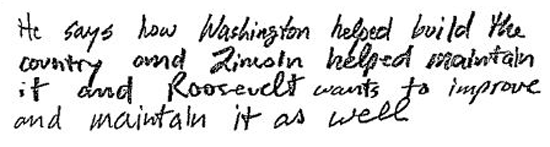 He says how Washington helped build the
country and Lincoln helped maintain
it and Roosevelt wants to improve
and maintain it as well